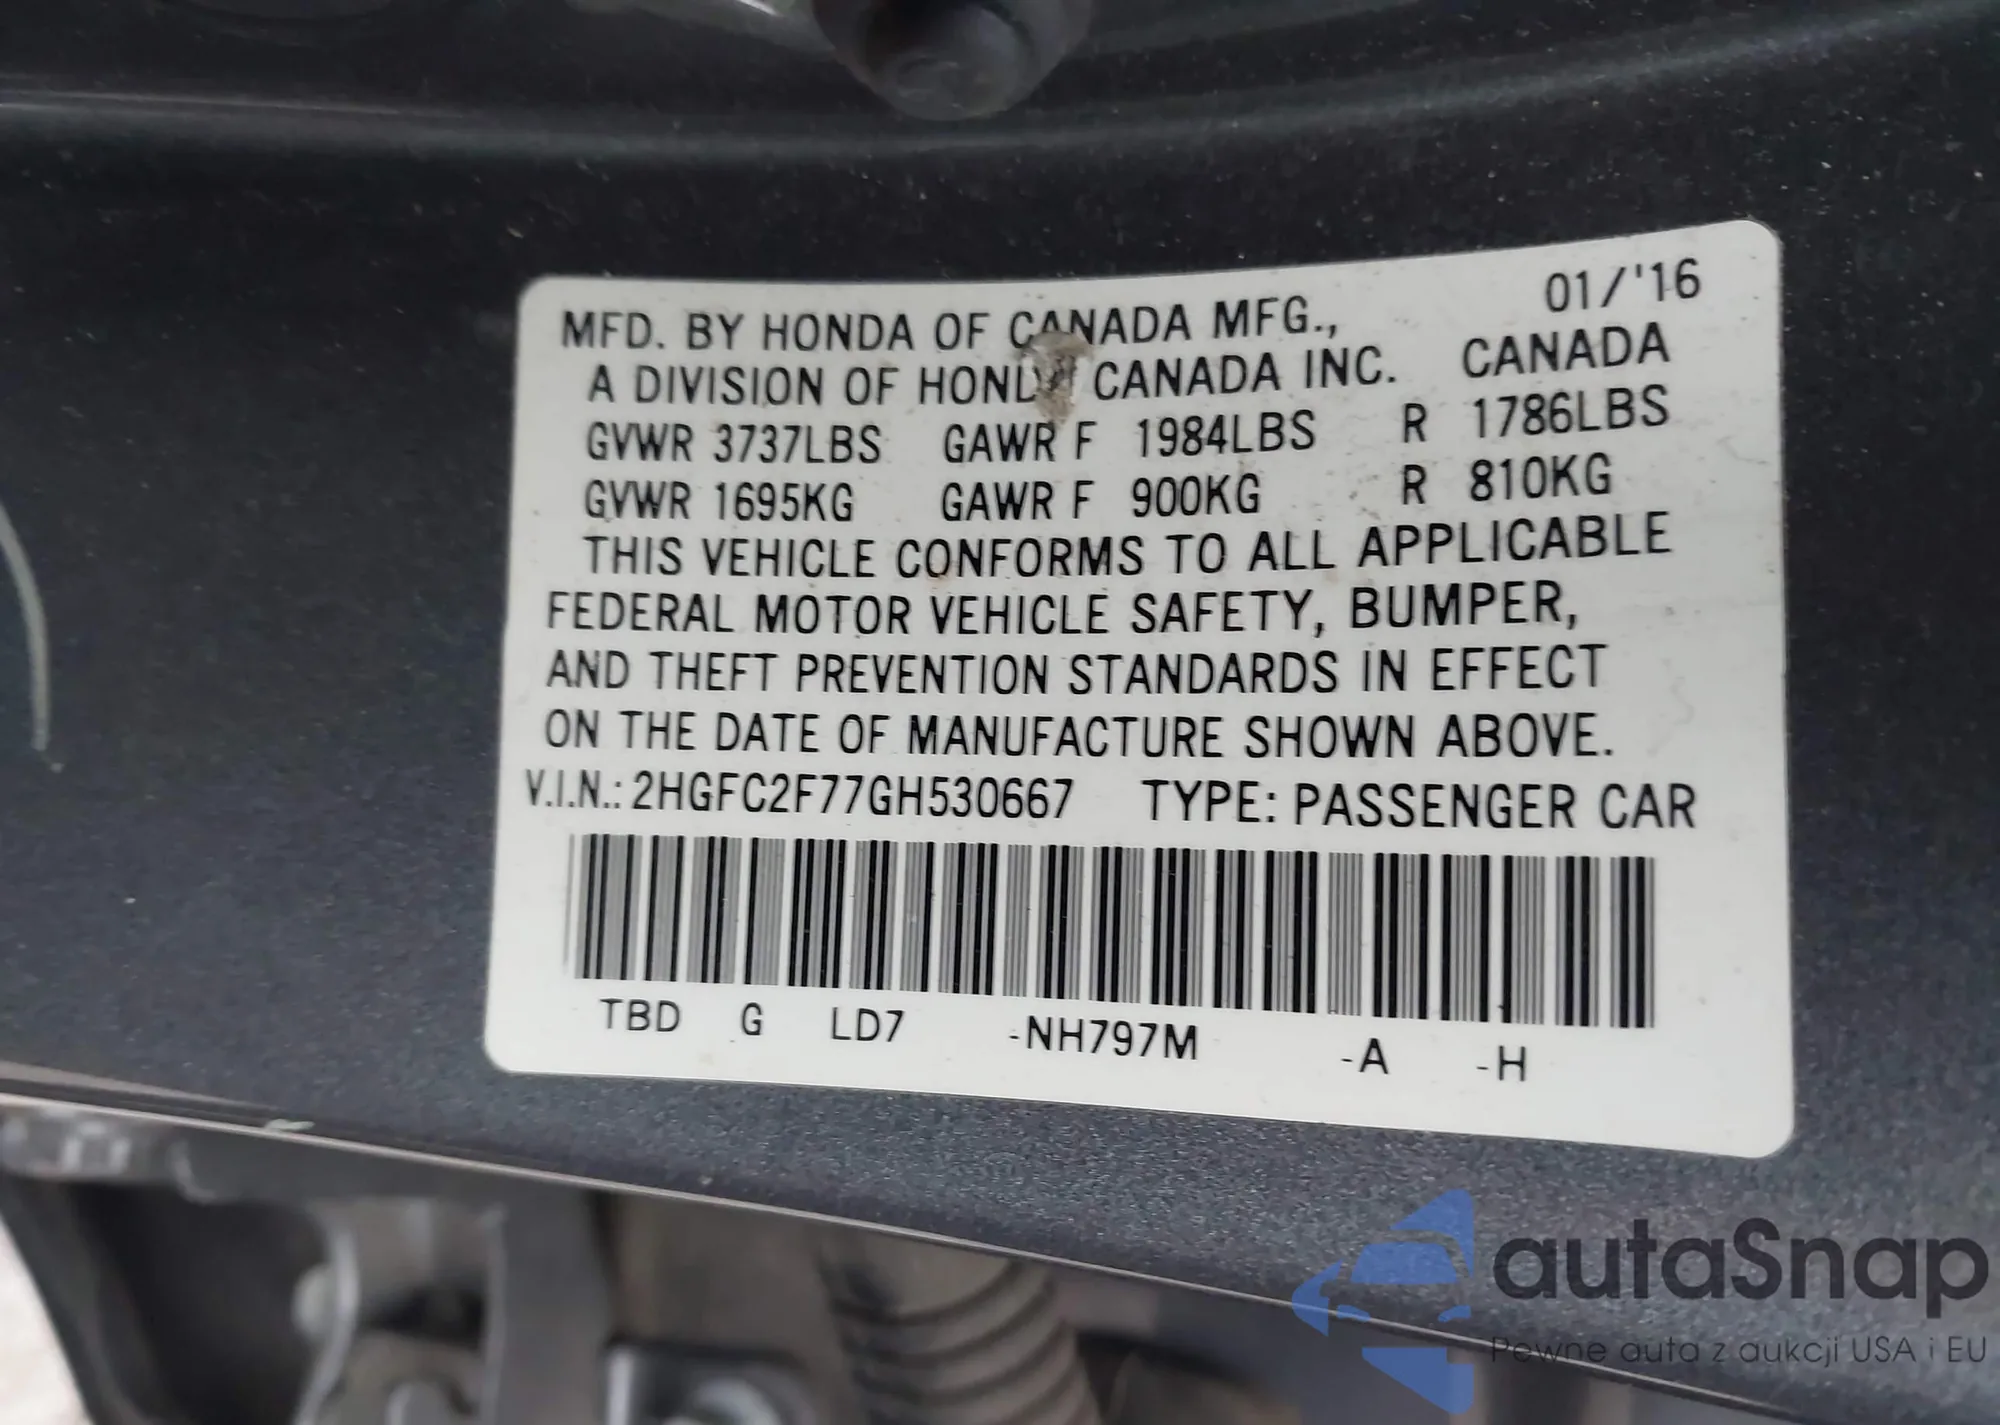 01/'16
MFD. BY HONDA OF CANADA MFG.,
A DIVISION OF HONDA CANADA INC. CANADA
GVWR 3737LBS GAWR F 1984LBS R 1786LBS
GVWR 1695KG GAWR F 900KG R 810KG
THIS VEHICLE CONFORMS TO ALL APPLICABLE
FEDERAL MOTOR VEHICLE SAFETY, BUMPER,
AND THEFT PREVENTION STANDARDS IN EFFECT
ON THE DATE OF MANUFACTURE SHOWN ABOVE.
V.I.N.: 2HGFC2F77GH530667 TYPE: PASSENGER CAR
TBD G LD7 -NH797M -A -H
autaSnap
Pewne auta z aukcji USA i EU